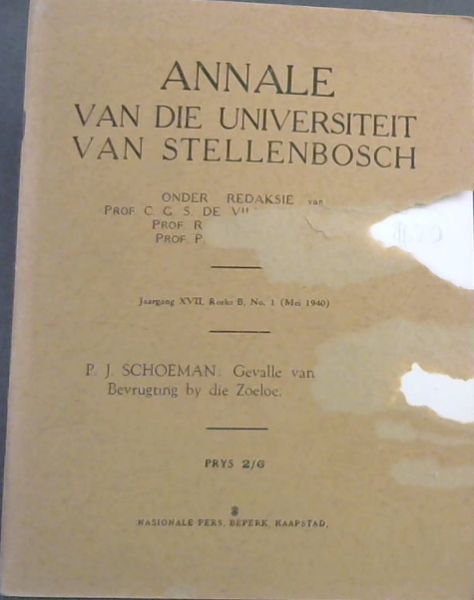 ANNALE
VAN DIE UNIVERSITEIT
VAN STELLENBOSCH
ONDER REDAKSIE van
PROF. C. G. S. DE
PROF. R
PROF. P.
Jaargang XVII, Reeks B, No. 1 (Mei 1940)
P. J. SCHOEMAN: Gevalle van
Bevrugting by die Zoeloe.
PRYS 2/6
NASIONALE PERS, BEPERK, KAAPSTAD,